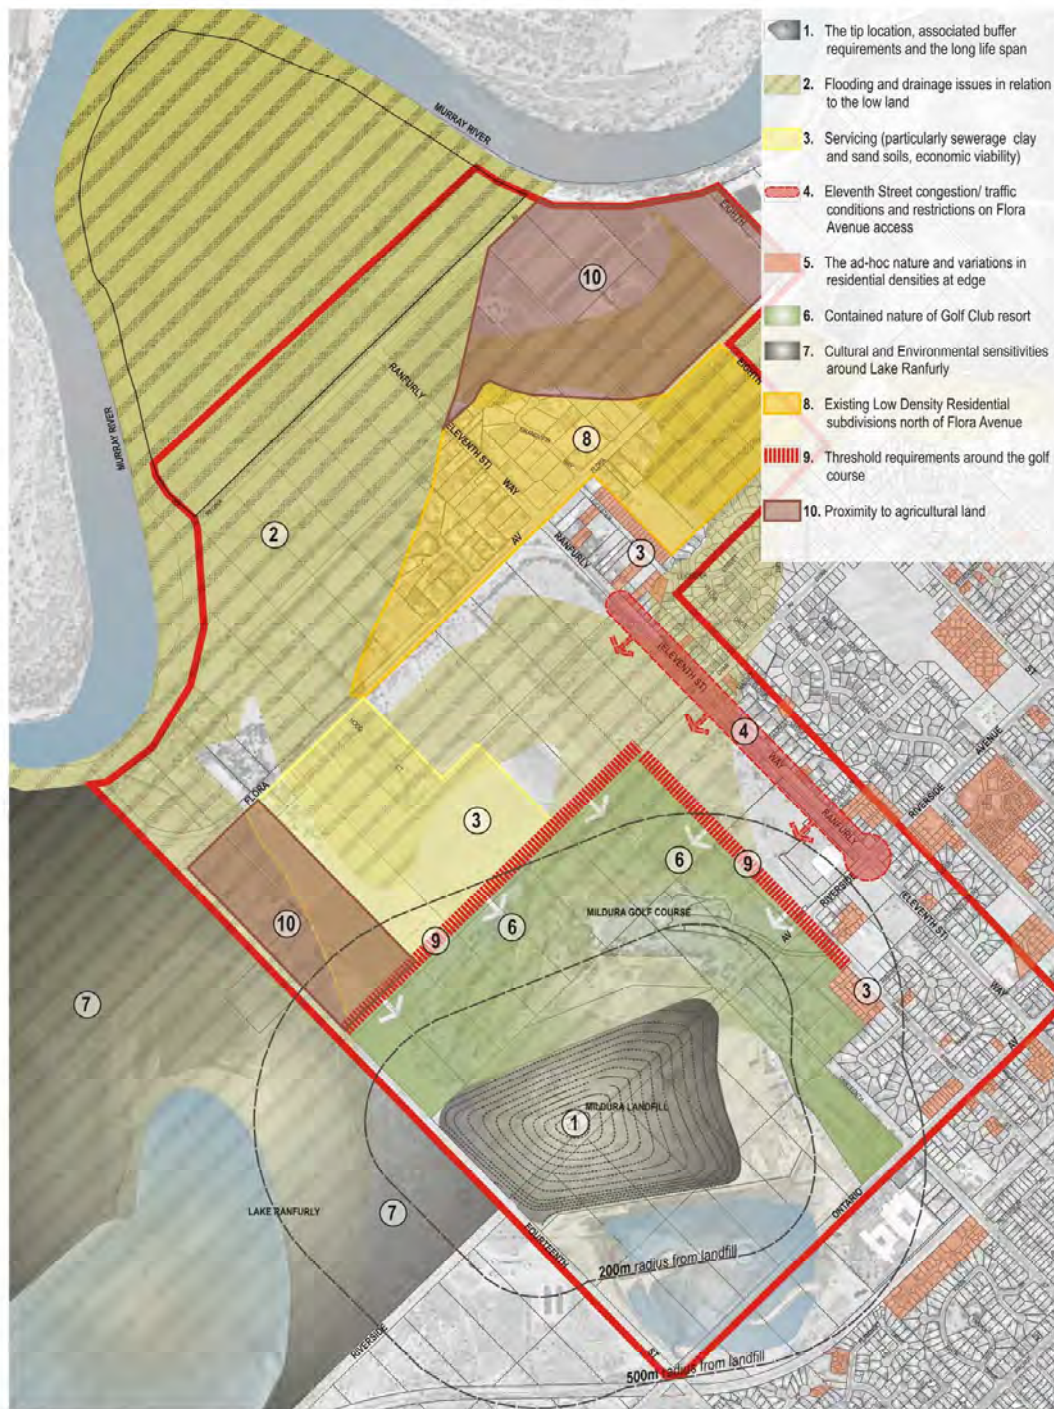 1. The tip location, associated buffer
requirements and the long life span
2. Flooding and drainage issues in relation
to the low land
3. Servicing (particularly sewerage clay
and sand soils, economic viability)
4. Eleventh Street congestion/ traffic
conditions and restrictions on Flora
Avenue access
5. The ad-hoc nature and variations in
residential densities at edge
6. Contained nature of Golf Club resort
7. Cultural and Environmental sensitivities
around Lake Ranfurly
8. Existing Low Density Residential
subdivisions north of Flora Avenue
9. Threshold requirements around the golf
course
10. Proximity to agricultural land
MURRAY RIVER
EIGHTH
10
RANFURLY
EIGHTH
MURRAY RIVER
ELEVENTH ST)
WAY
8
FLORA
AV
2
RANFURLY
3
(ELEVENTH ST)
ST
4
WAY
AVENUE
FLORA
RANFURLY
RIVERSIDE
3
6
9
RIVERSIDE
(ELEVENTH ST)
MILDURA GOLF COURSE
10
9
6
AV
WAY
7
3
AV
MILDURA LANDFILL
1
LAKE RANFURLY
7
ONTARIO
FOURTEENTH
200m radius from landfill
RIVERSIDE
ST
500m radius from landfill